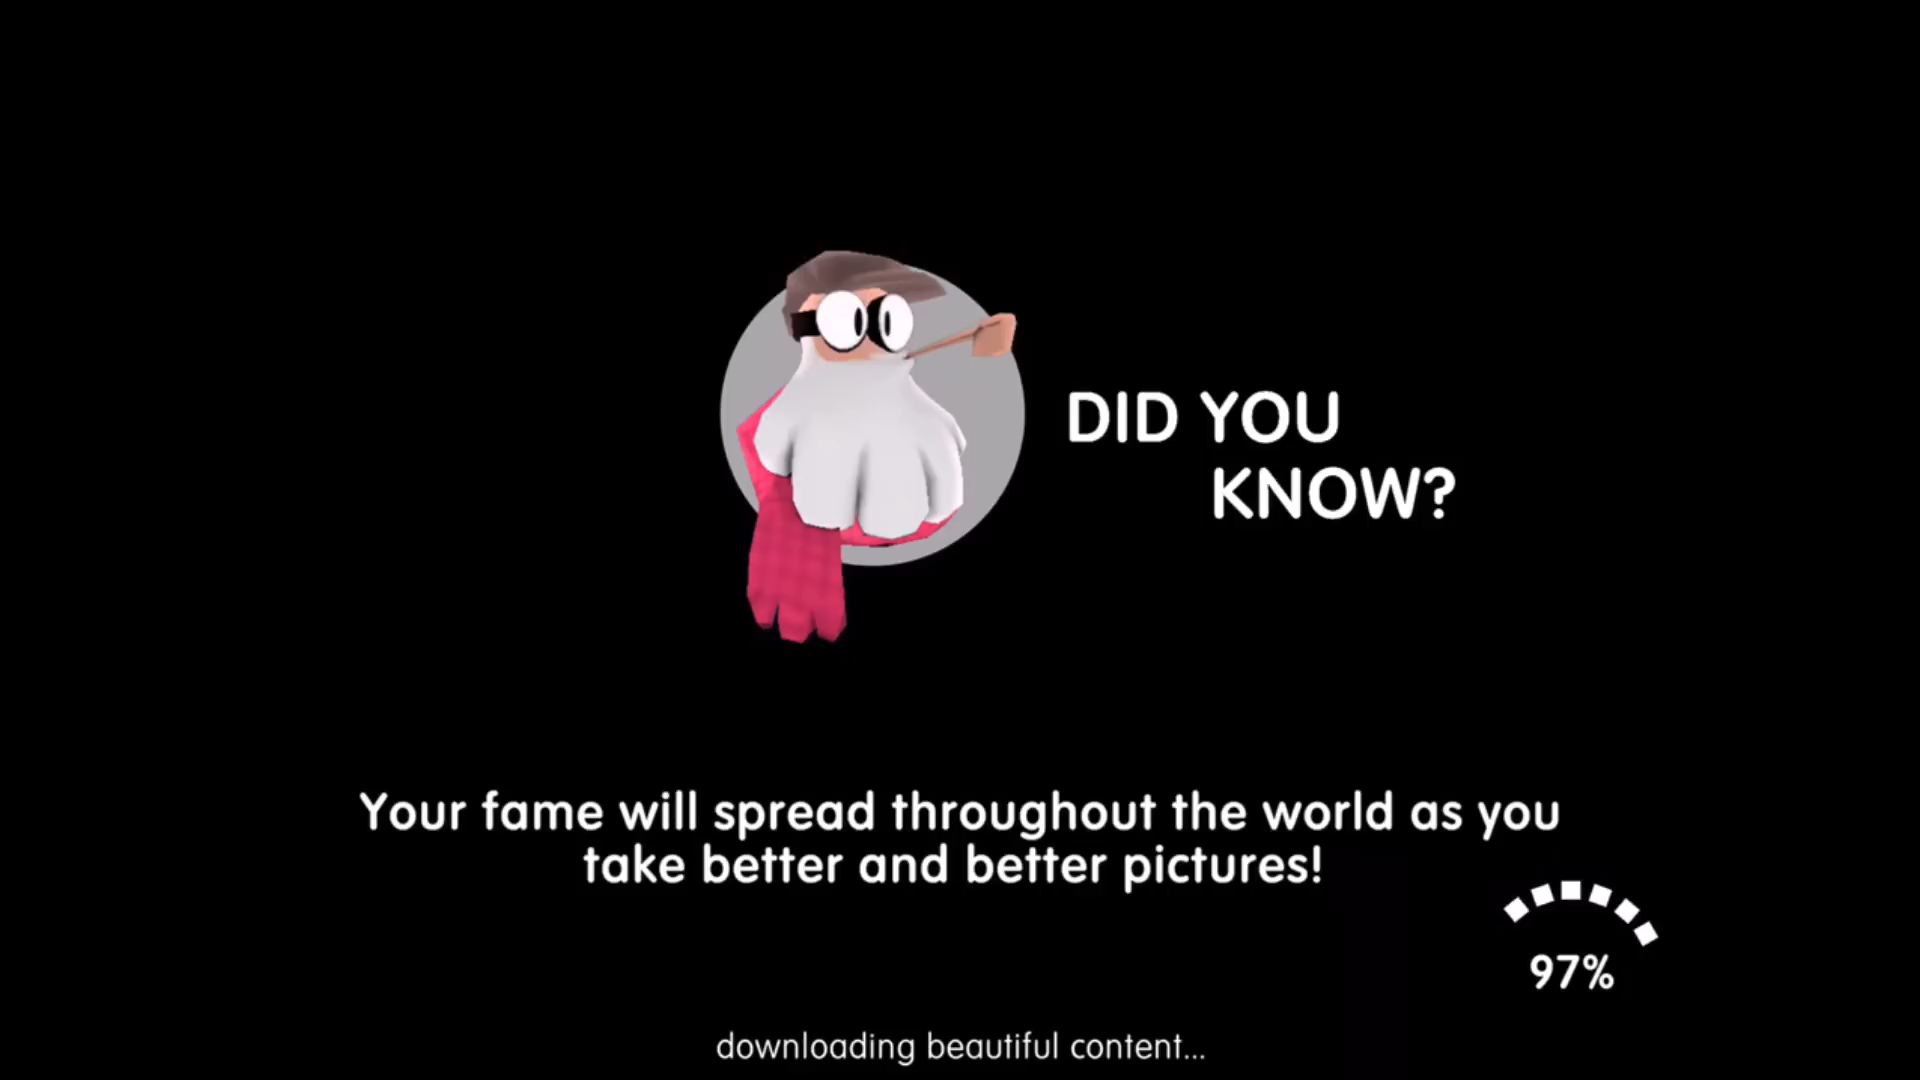 DID YOU
KNOW?
Your fame will spread throughout the world as you
take better and better pictures!
97%
downloading beautiful content...